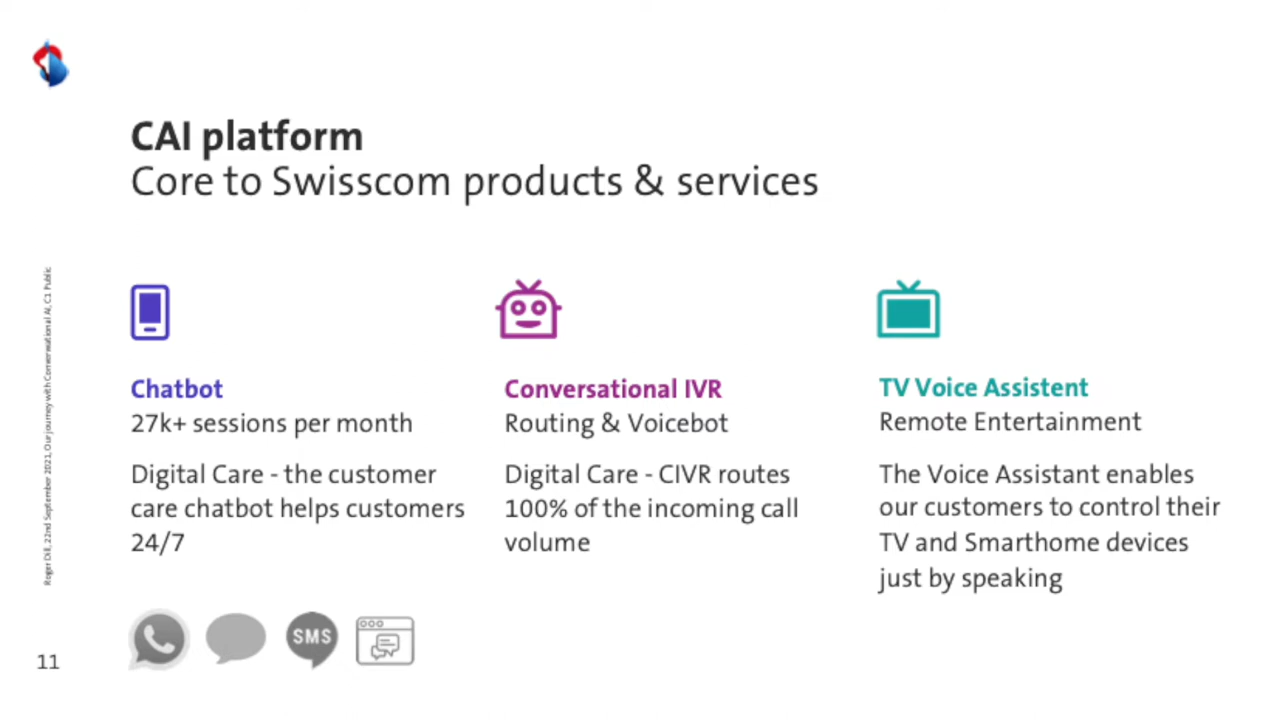 CAI platform
Core to Swisscom products & services
Chatbot
27k+ sessions per month
Digital Care - the customer
care chatbot helps customers
24/7
Conversational IVR
Routing & Voicebot
Digital Care - CIVR routes
100% of the incoming call
volume
TV Voice Assistent
Remote Entertainment
The Voice Assistant enables
our customers to control their
TV and Smarthome devices
just by speaking
SMS
Roger Dill, 22nd September 2021, Our journey with Conversational AI, C1 Public
11